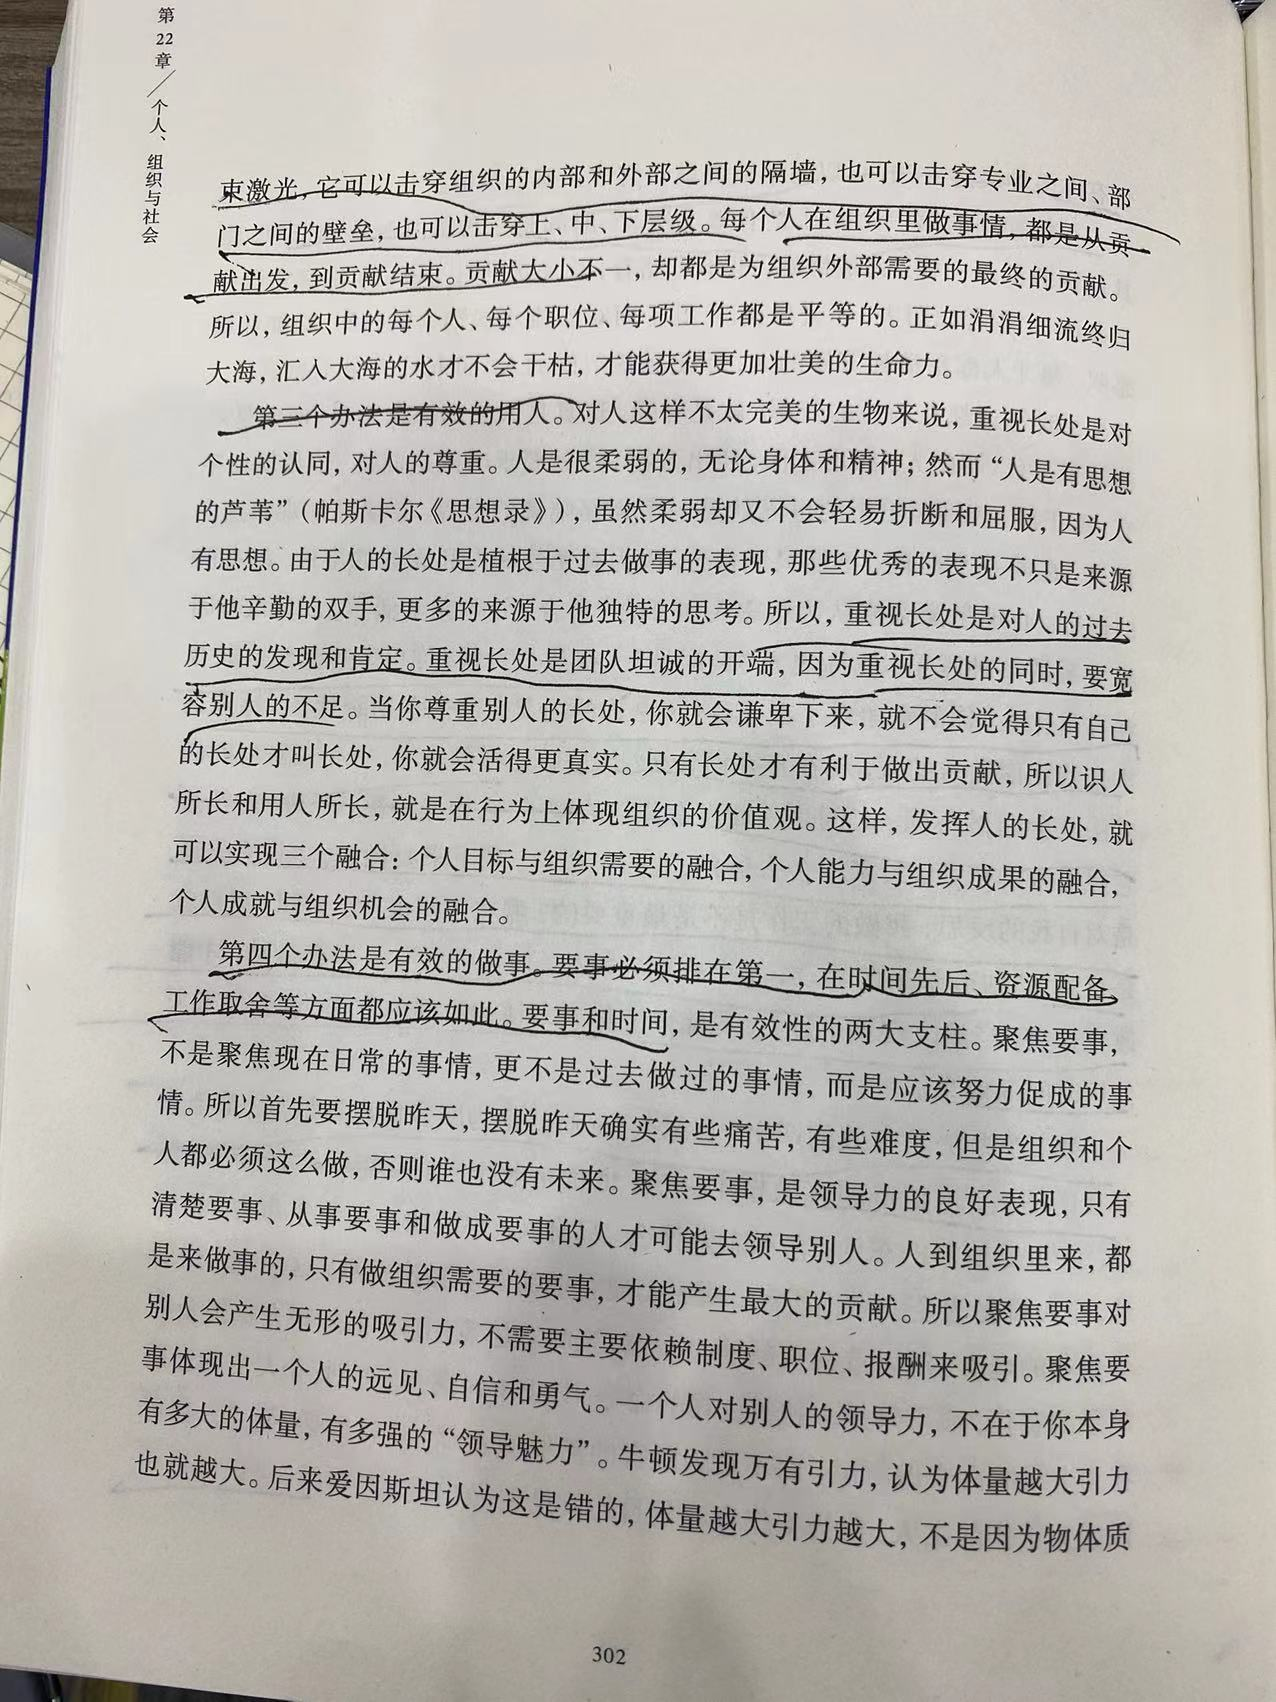 第22章／个人、组织与社会
束激光，它可以击穿组织的内部和外部之间的隔墙，也可以击穿专业之间、部
门之间的壁垒，也可以击穿上、中、下层级。每个人在组织里做事情，都是从贡
献出发，到贡献结束。贡献大小不一，却都是为组织外部需要的最终的贡献。
所以，组织中的每个人、每个职位、每项工作都是平等的。正如涓涓细流终归
大海，汇入大海的水才不会干枯，才能获得更加壮美的生命力。
第三个办法是有效的用人。对人这样不太完美的生物来说，重视长处是对
个性的认同，对人的尊重。人是很柔弱的，无论身体和精神；然而“人是有思想
的芦苇”（帕斯卡尔《思想录》），虽然柔弱却又不会轻易折断和屈服，因为人
有思想。由于人的长处是植根于过去做事的表现，那些优秀的表现不只是来源
于他辛勤的双手，更多的来源于他独特的思考。所以，重视长处是对人的过去
历史的发现和肯定。重视长处是团队坦诚的开端，因为重视长处的同时，要宽
容别人的不足。当你尊重别人的长处，你就会谦卑下来，就不会觉得只有自己
的长处才叫长处，你就会活得更真实。只有长处才有利于做出贡献，所以识人
所长和用人所长，就是在行为上体现组织的价值观。这样，发挥人的长处，就
可以实现三个融合：个人目标与组织需要的融合，个人能力与组织成果的融合，
个人成就与组织机会的融合。
第四个办法是有效的做事。要事必须排在第一，在时间先后、资源配备、
工作取舍等方面都应该如此。要事和时间，是有效性的两大支柱。聚焦要事，
不是聚焦现在日常的事情，更不是过去做过的事情，而是应该努力促成的事
情。所以首先要摆脱昨天，摆脱昨天确实有些痛苦，有些难度，但是组织和个
人都必须这么做，否则谁也没有未来。聚焦要事，是领导力的良好表现，只有
清楚要事、从事要事和做成要事的人才可能去领导别人。人到组织里来，都
是来做事的，只有做组织需要的要事，才能产生最大的贡献。所以聚焦要事对
别人会产生无形的吸引力，不需要主要依赖制度、职位、报酬来吸引。聚焦要
事体现出一个人的远见、自信和勇气。一个人对别人的领导力，不在于你本身
有多大的体量，有多强的“领导魅力”。牛顿发现万有引力，认为体量越大引力
也就越大。后来爱因斯坦认为这是错的，体量越大引力越大，不是因为物体质
302